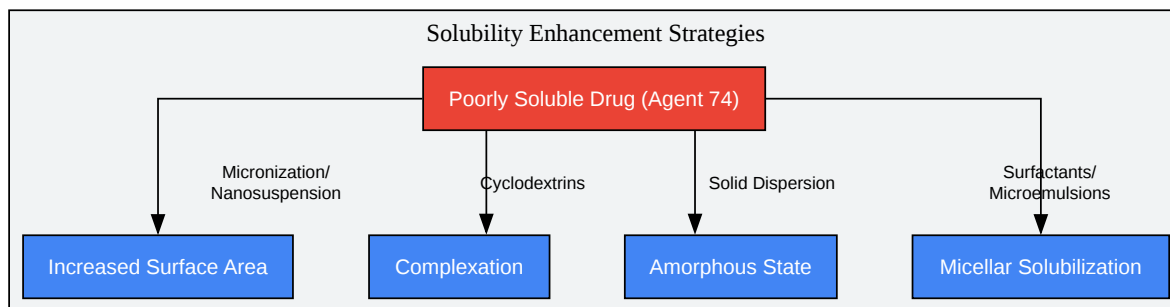 Solubility Enhancement Strategies
Poorly Soluble Drug (Agent 74)
Micronization/
Nanosuspension
Cyclodextrins
Solid Dispersion
Surfactants/
Microemulsions
Increased Surface Area
Complexation
Amorphous State
Micellar Solubilization